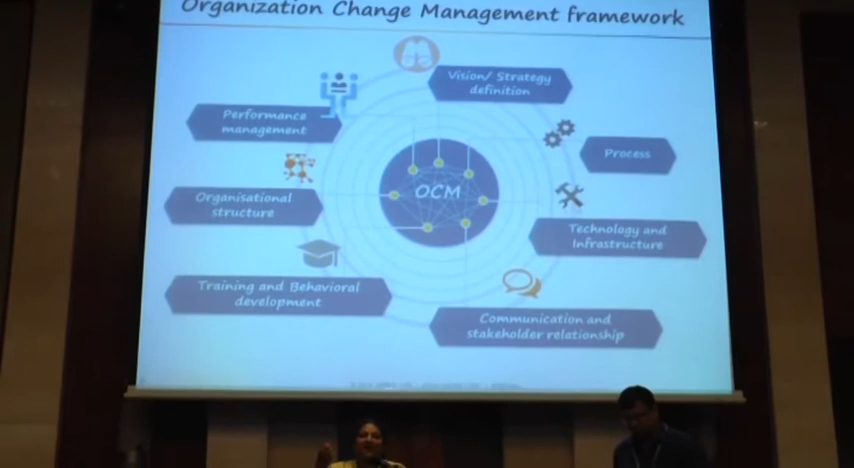 Organization Change Management framework
Vision/ Strategy
definition
Performance
management
Process
OCM
Organisational
structure
Technology and
Infrastructure
Training and Behavioral
development
Communication and
stakeholder relationship